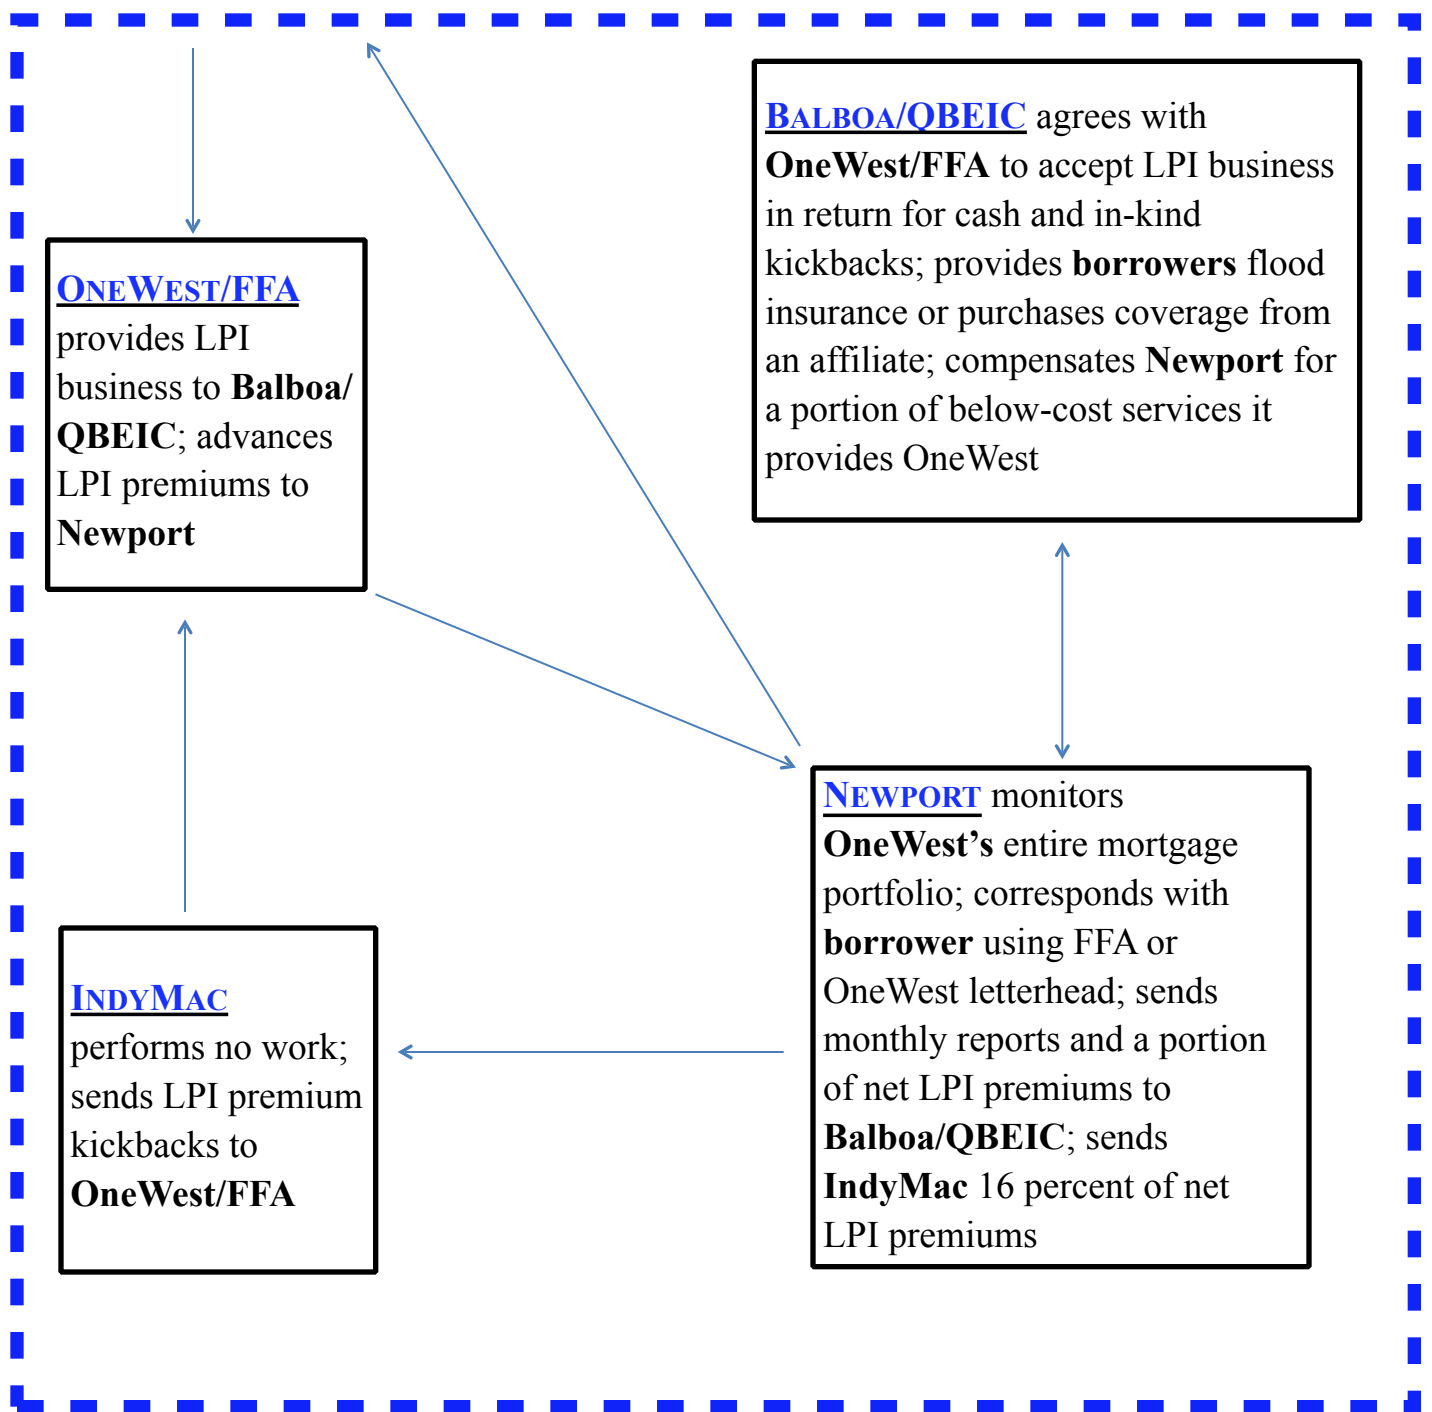 BALBOA/QBEIC agrees with
OneWest/FFA to accept LPI business
in return for cash and in-kind
kickbacks; provides borrowers flood
insurance or purchases coverage from
an affiliate; compensates Newport for
a portion of below-cost services it
provides OneWest
ONEWEST/FFA
provides LPI
business to Balboa/
QBEIC; advances
LPI premiums to
Newport
NEWPORT monitors
OneWest’s entire mortgage
portfolio; corresponds with
borrower using FFA or
OneWest letterhead; sends
monthly reports and a portion
of net LPI premiums to
Balboa/QBEIC; sends
IndyMac 16 percent of net
LPI premiums
INDYMAC
performs no work;
sends LPI premium
kickbacks to
OneWest/FFA